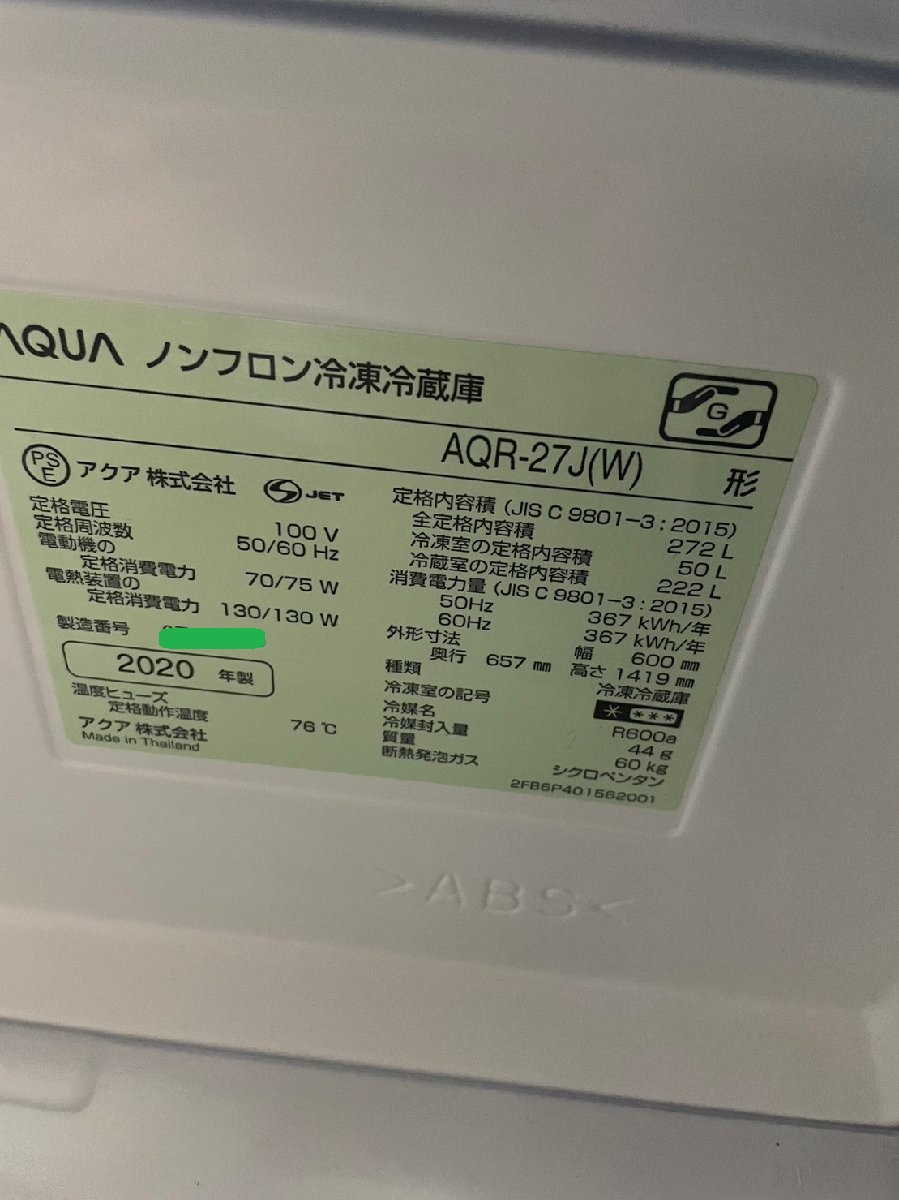 AQUA ノンフロン冷凍冷蔵庫
G
AQR-27J(W) 形
PSE アクア 株式会社 JET
定格電圧 100 V
定格周波数 50/60 Hz
電動機の
定格消費電力 70/75 W
電熱装置の
定格消費電力 130/130 W
製造番号
2020 年製
温度ヒューズ
定格動作温度 76 ℃
アクア 株式会社
Made in Thailand
定格内容積 (JIS C 9801-3 : 2015)
全定格内容積 272 L
冷凍室の定格内容積 50 L
冷蔵室の定格内容積 222 L
消費電力量 (JIS C 9801-3 : 2015)
50Hz 367 kWh/年
60Hz 367 kWh/年
外形寸法 幅 600 mm
奥行 657 mm 高さ 1419 mm
種類 冷凍冷蔵庫
冷凍室の記号 * ***
冷媒名 R600a
冷媒封入量 44 g
質量 60 kg
断熱発泡ガス シクロペンタン
2FB6P401562001
>ABS<